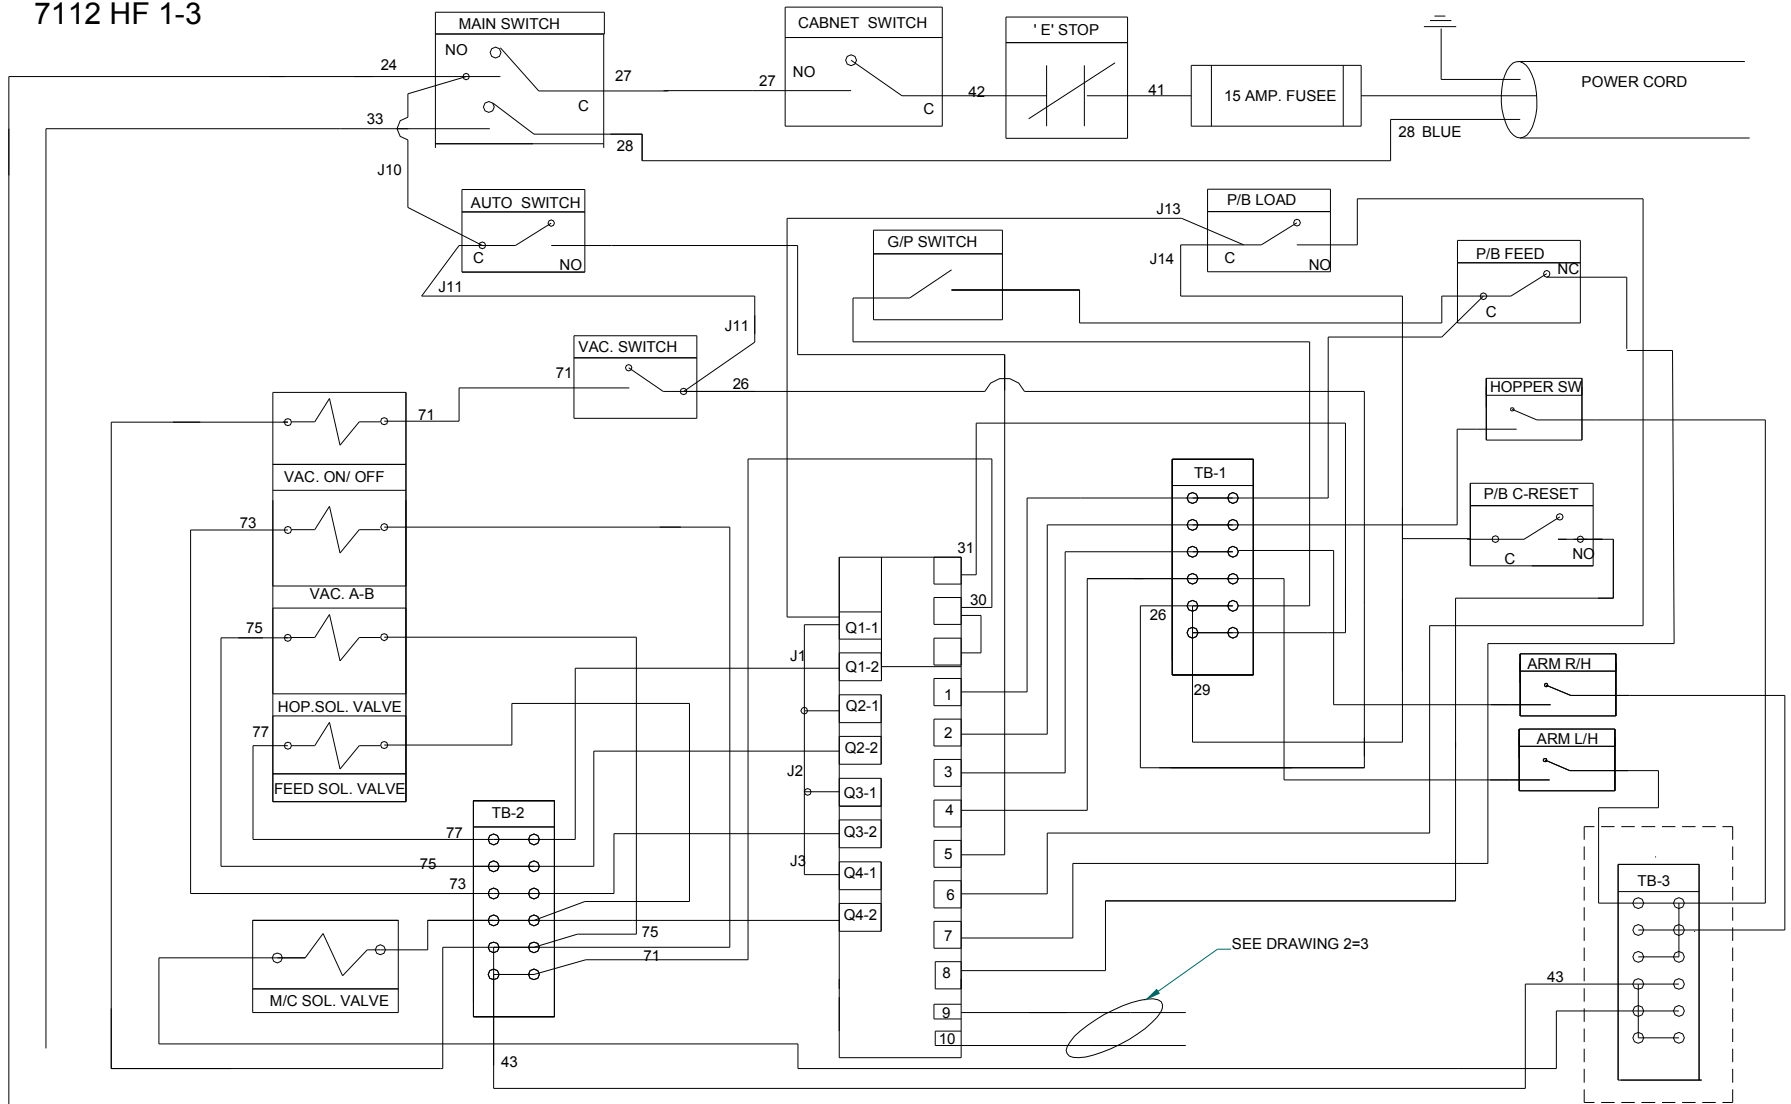 7112 HF 1-3
MAIN SWITCH
NO
C
24
33
27
28
J10
CABNET SWITCH
27
NO
C
42
' E' STOP
41
15 AMP. FUSEE
28 BLUE
POWER CORD
AUTO SWITCH
C
NO
J11
J11
J13
P/B LOAD
C
NO
J14
G/P SWITCH
P/B FEED
NC
C
VAC. SWITCH
71
26
HOPPER SW
71
VAC. ON/ OFF
73
VAC. A-B
75
HOP.SOL. VALVE
77
FEED SOL. VALVE
TB-1
26
29
P/B C-RESET
C
NO
31
30
Q1-1
J1
Q1-2
Q2-1
Q2-2
J2
Q3-1
Q3-2
J3
Q4-1
Q4-2
1
2
3
4
5
6
7
8
9
10
ARM R/H
ARM L/H
TB-2
77
75
73
75
71
43
M/C SOL. VALVE
SEE DRAWING 2=3
TB-3
43